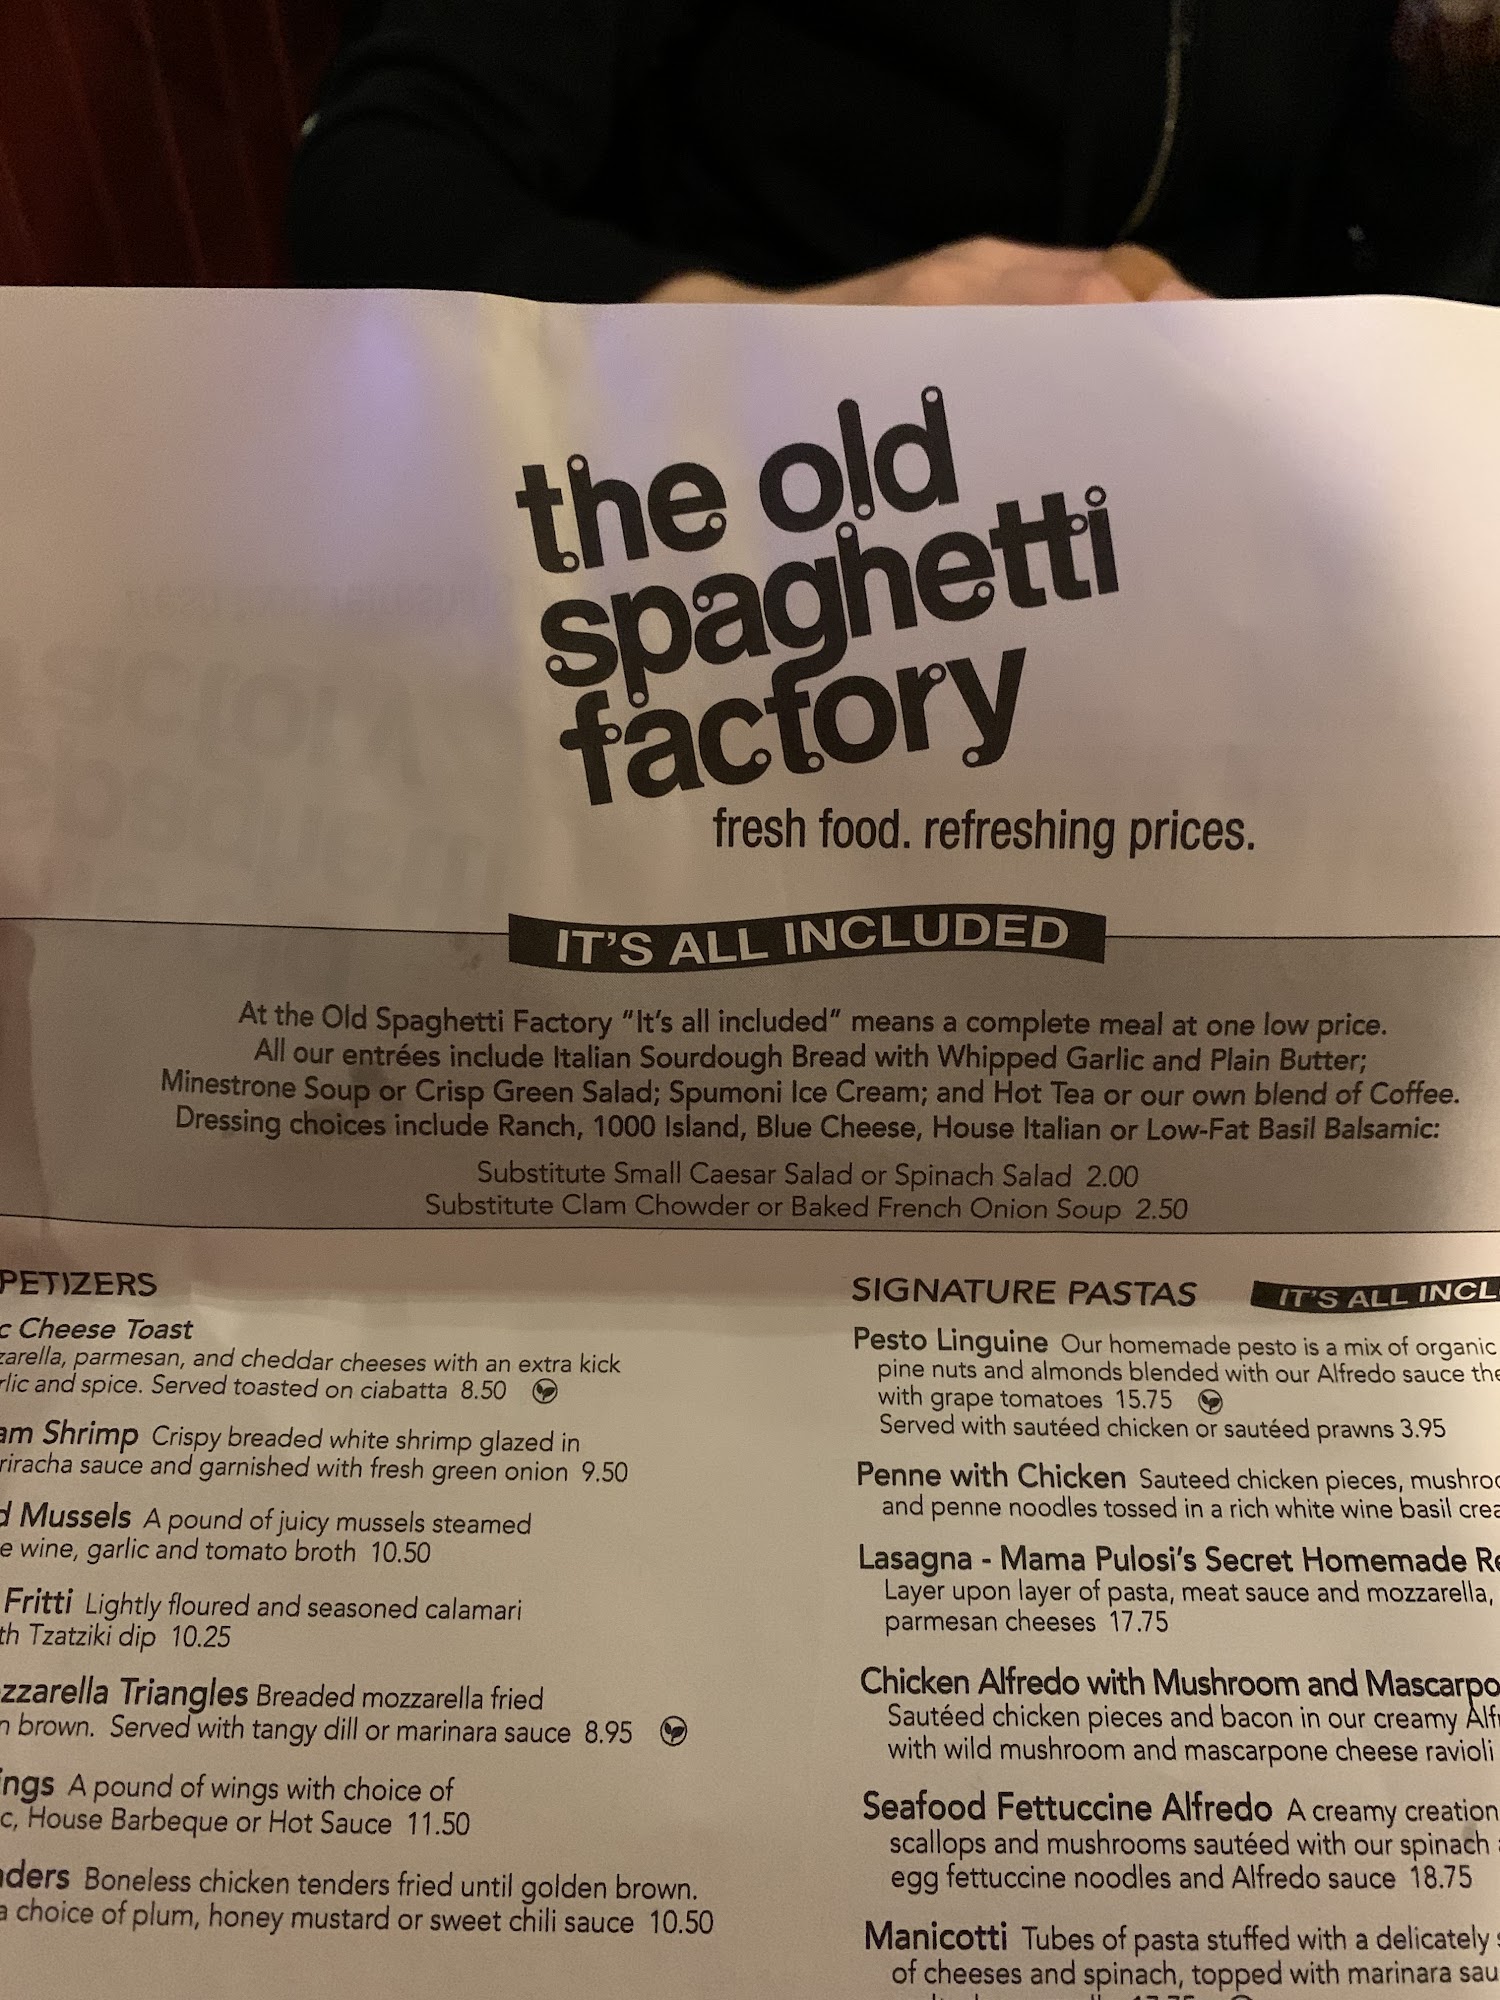 the old
spaghetti
factory
fresh food. refreshing prices.
IT'S ALL INCLUDED
At the Old Spaghetti Factory "It's all included" means a complete meal at one low price.
All our entrées include Italian Sourdough Bread with Whipped Garlic and Plain Butter;
Minestrone Soup or Crisp Green Salad; Spumoni Ice Cream; and Hot Tea or our own blend of Coffee.
Dressing choices include Ranch, 1000 Island, Blue Cheese, House Italian or Low-Fat Basil Balsamic:
Substitute Small Caesar Salad or Spinach Salad 2.00
Substitute Clam Chowder or Baked French Onion Soup 2.50
PETIZERS
c Cheese Toast
zarella, parmesan, and cheddar cheeses with an extra kick
rlic and spice. Served toasted on ciabatta 8.50
am Shrimp Crispy breaded white shrimp glazed in
riracha sauce and garnished with fresh green onion 9.50
d Mussels A pound of juicy mussels steamed
e wine, garlic and tomato broth 10.50
Fritti Lightly floured and seasoned calamari
th Tzatziki dip 10.25
zzarella Triangles Breaded mozzarella fried
n brown. Served with tangy dill or marinara sauce 8.95
ings A pound of wings with choice of
c, House Barbeque or Hot Sauce 11.50
nders Boneless chicken tenders fried until golden brown.
a choice of plum, honey mustard or sweet chili sauce 10.50
SIGNATURE PASTAS IT'S ALL INCL
Pesto Linguine Our homemade pesto is a mix of organic
pine nuts and almonds blended with our Alfredo sauce the
with grape tomatoes 15.75
Served with sautéed chicken or sautéed prawns 3.95
Penne with Chicken Sauteed chicken pieces, mushroo
and penne noodles tossed in a rich white wine basil crea
Lasagna - Mama Pulosi's Secret Homemade Re
Layer upon layer of pasta, meat sauce and mozzarella,
parmesan cheeses 17.75
Chicken Alfredo with Mushroom and Mascarpo
Sautéed chicken pieces and bacon in our creamy Alf
with wild mushroom and mascarpone cheese ravioli
Seafood Fettuccine Alfredo A creamy creation
scallops and mushrooms sautéed with our spinach
egg fettuccine noodles and Alfredo sauce 18.75
Manicotti Tubes of pasta stuffed with a delicately
of cheeses and spinach, topped with marinara sau